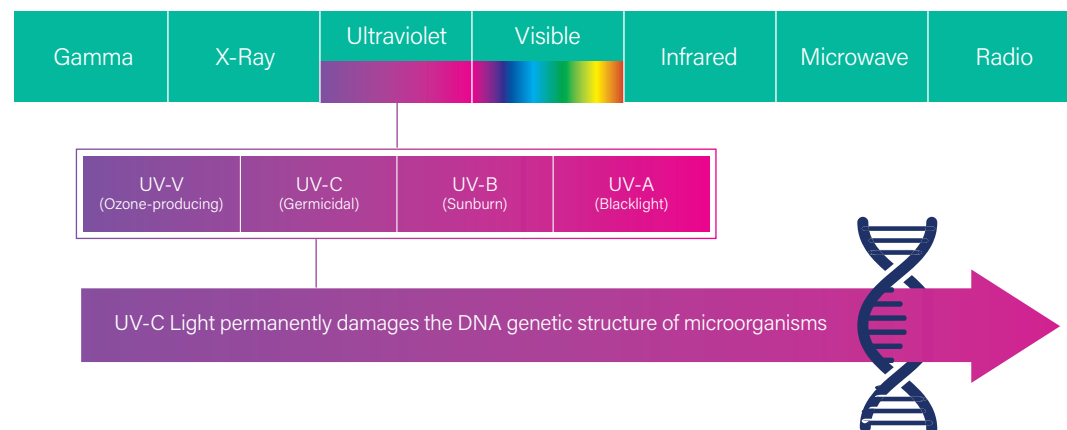 Gamma
X-Ray
Ultraviolet
Visible
Infrared
Microwave
Radio
UV-V
(Ozone-producing)
UV-C
(Germicidal)
UV-B
(Sunburn)
UV-A
(Blacklight)
UV-C Light permanently damages the DNA genetic structure of microorganisms